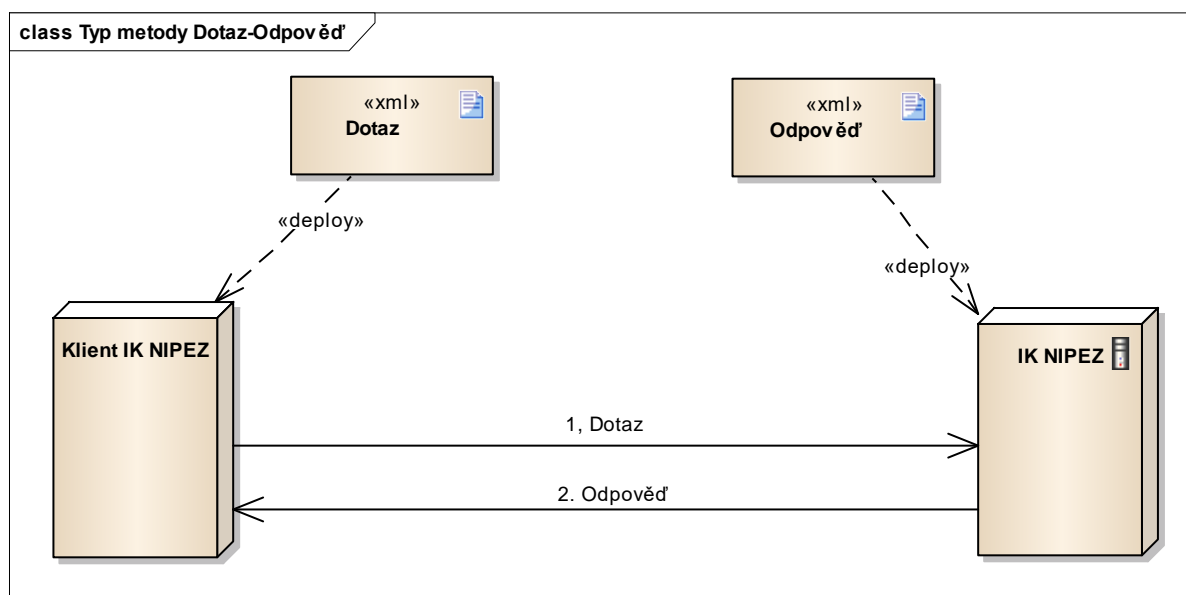 class Typ metody Dotaz-Odpověď
«xml»
Dotaz
«xml»
Odpověď
«deploy»
«deploy»
Klient IK NIPEZ
IK NIPEZ
1, Dotaz
2. Odpověď